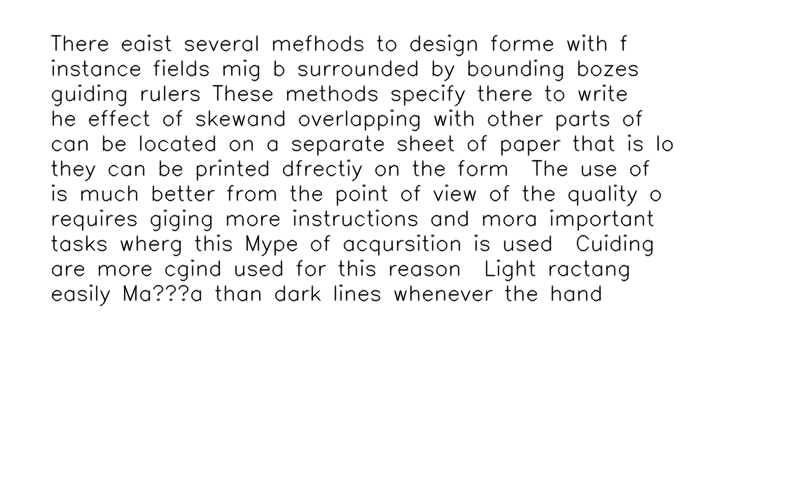 There eaist several mefhods to design forme with f
instance fields mig b surrounded by bounding bozes
guiding rulers These methods specify there to write
he effect of skewand overlapping with other parts of
can be located on a separate sheet of paper that is lo
they can be printed dfrectiy on the form The use of
is much better from the point of view of the quality o
requires giging more instructions and mora important
tasks wherg this Mype of acqursition is used Cuiding
are more cgind used for this reason Light ractang
easily Ma???a than dark lines whenever the hand